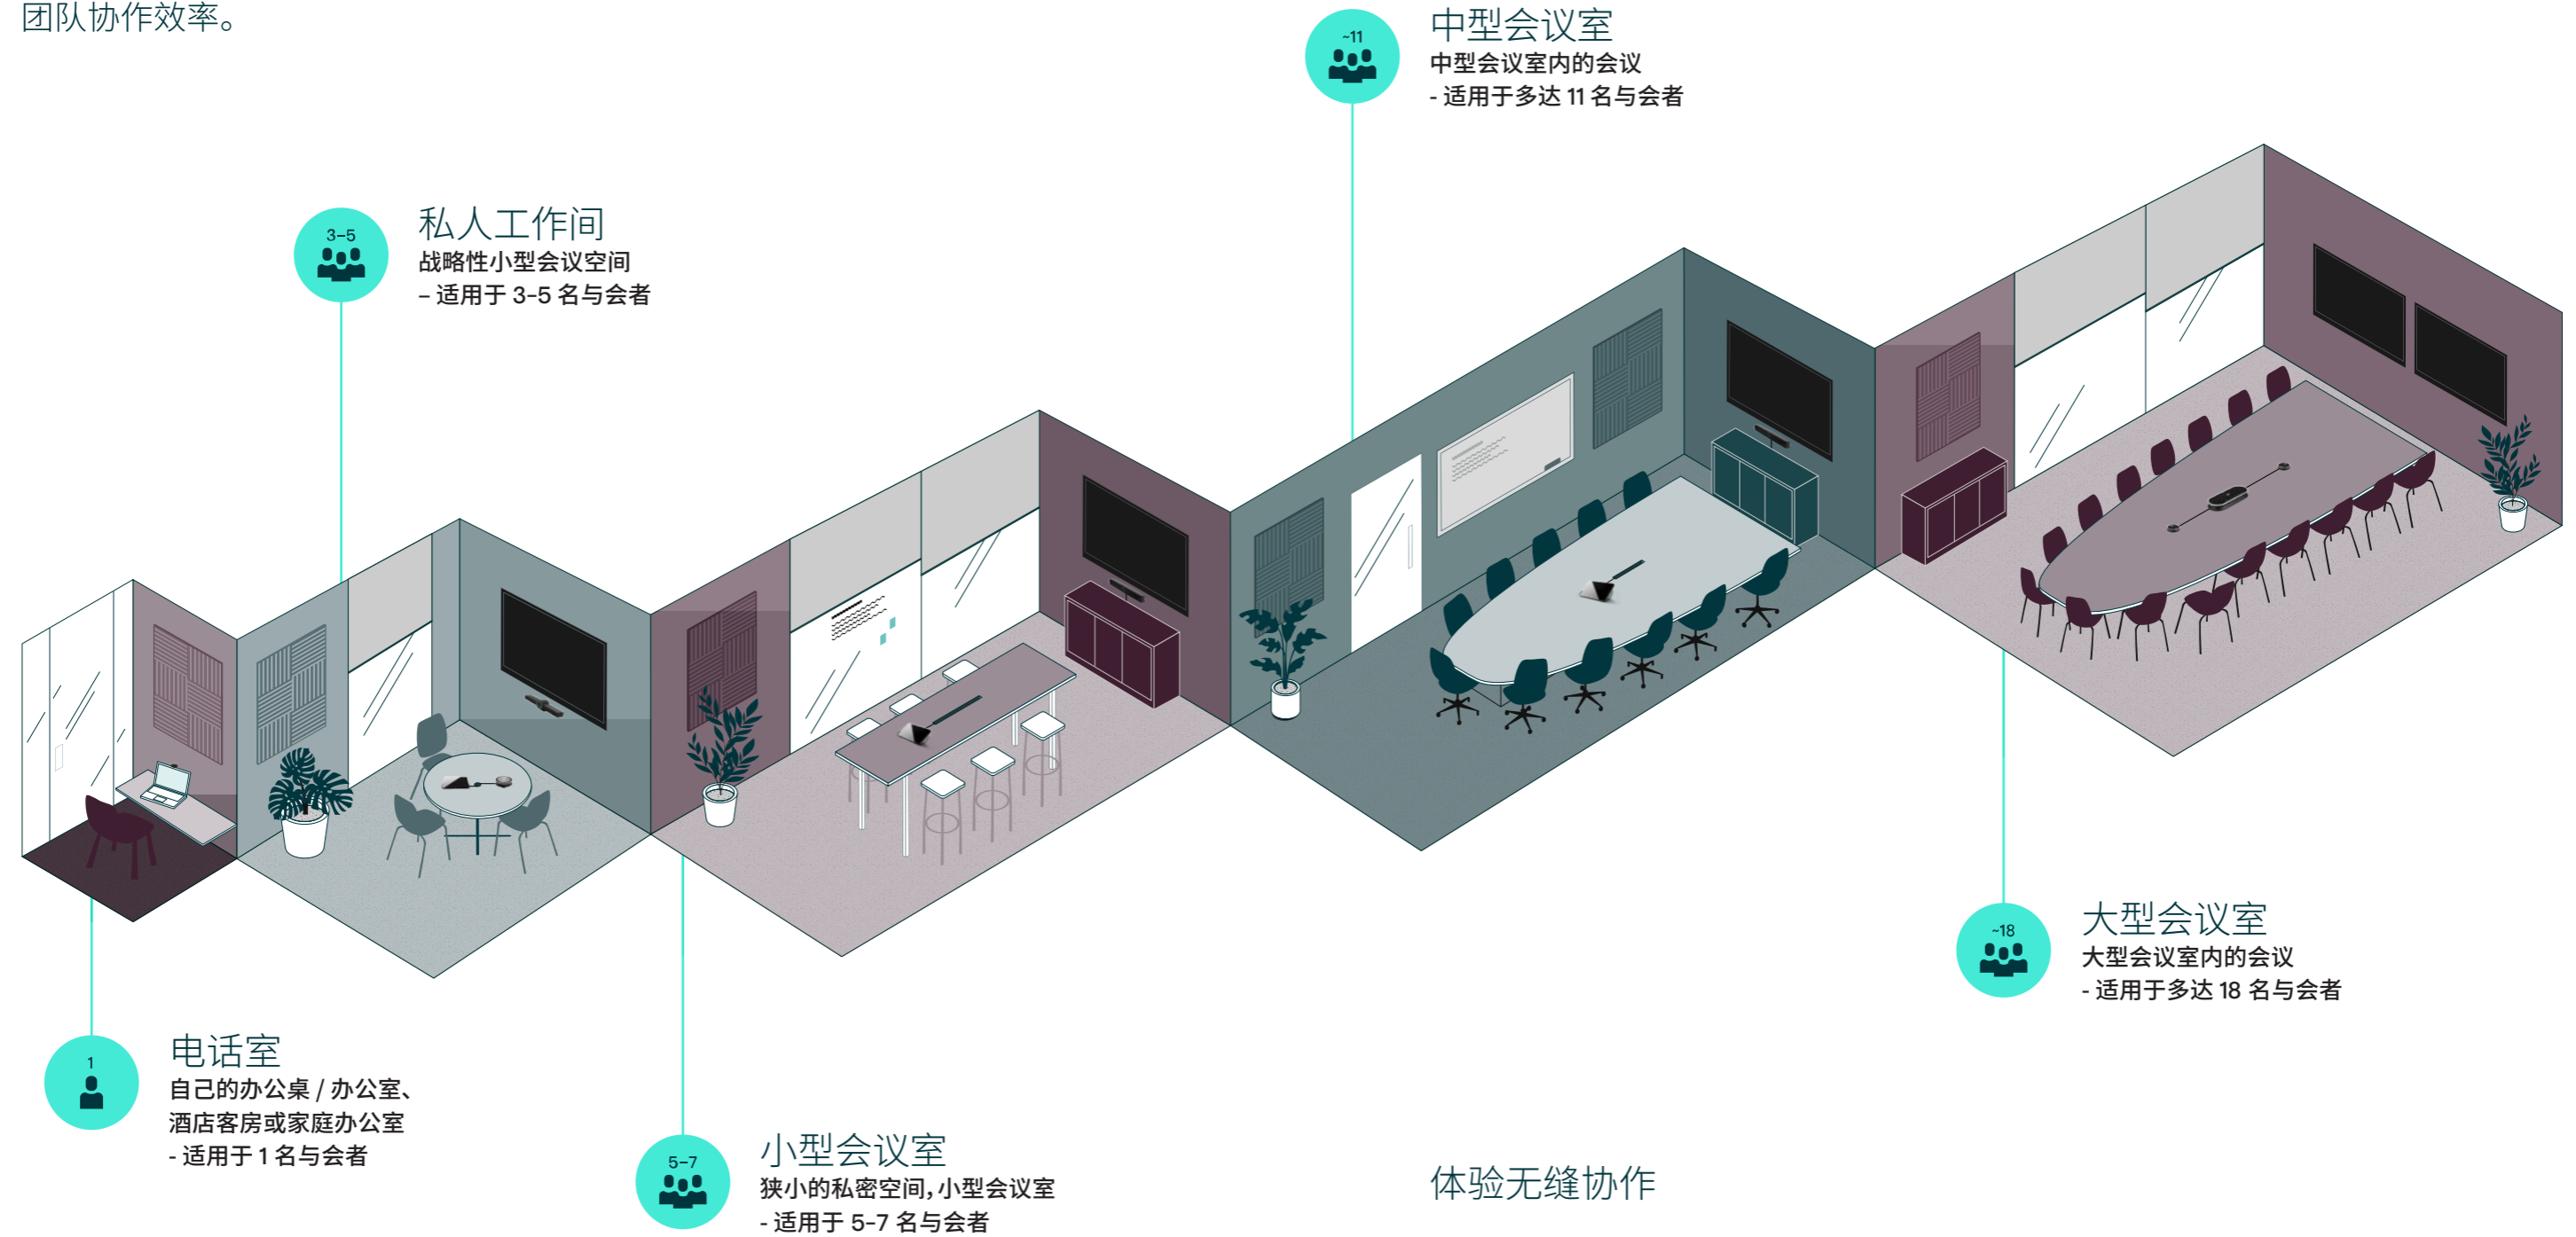 团队协作效率。
~11
中型会议室
中型会议室内的会议
- 适用于多达 11 名与会者
3–5
私人工作间
战略性小型会议空间
– 适用于 3–5 名与会者
~18
大型会议室
大型会议室内的会议
- 适用于多达 18 名与会者
1
电话室
自己的办公桌 / 办公室、
酒店客房或家庭办公室
- 适用于 1 名与会者
5–7
小型会议室
狭小的私密空间，小型会议室
- 适用于 5–7 名与会者
体验无缝协作